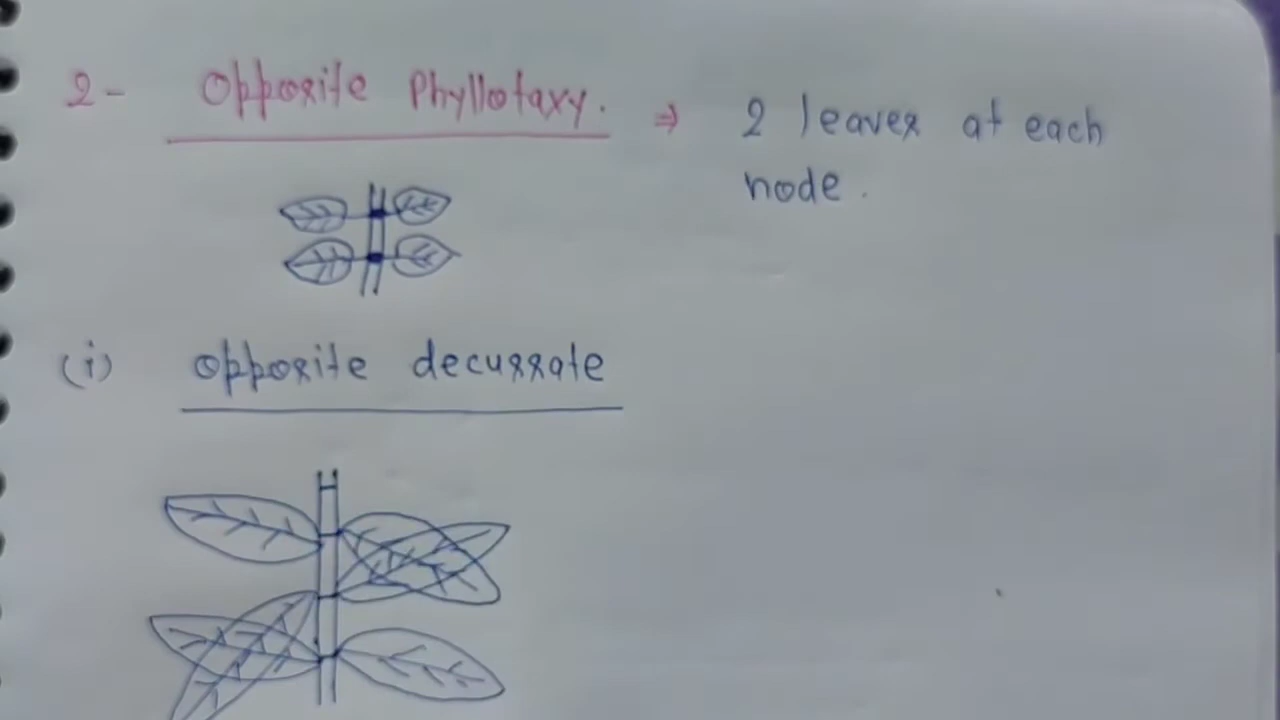 2- Opposite Phyllotaxy. ⇒ 2 leaves at each
node.
(i) opposite decussate